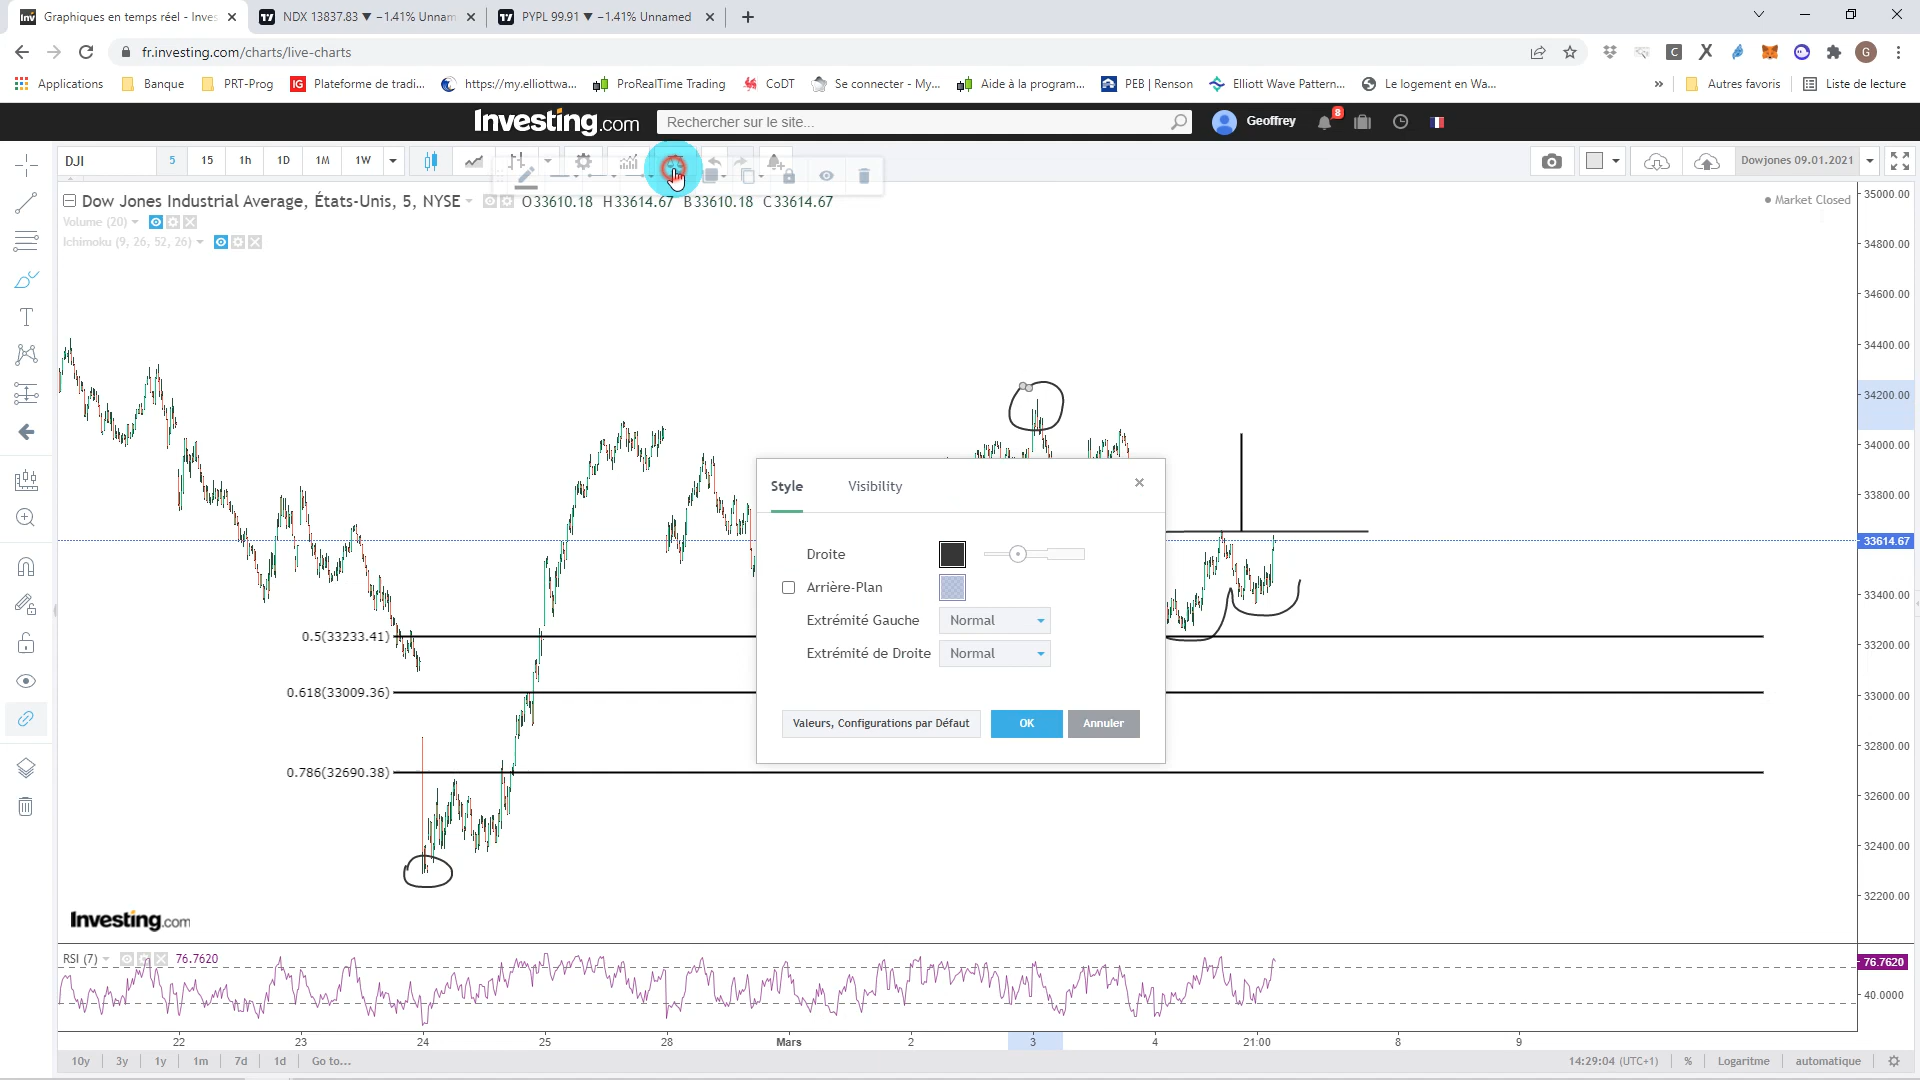 Graphiques en temps réel - Inves
NDX 13837.83 ▼ −1.41% Unnam
PYPL 99.91 ▼ −1.41% Unnamed
fr.investing.com/charts/live-charts
Applications
Banque
PRT-Prog
IG
Plateforme de tradi...
https://my.elliottwa...
ProRealTime Trading
CoDT
Se connecter - My...
Aide à la program...
PEB | Renson
Elliott Wave Pattern...
Le logement en Wa...
»
Autres favoris
Liste de lecture
Investing.com
Rechercher sur le site...
Geoffrey
8
DJI
5
15
1h
1D
1M
1W
Dowjones 09.01.2021
Dow Jones Industrial Average, États-Unis, 5, NYSE
O33610.18 H33614.67 B33610.18 C33614.67
Market Closed
Volume (20)
Ichimoku (9, 26, 52, 26)
35000.00
34800.00
34600.00
34400.00
34200.00
34000.00
33800.00
33614.67
33400.00
33200.00
33000.00
32800.00
32600.00
32400.00
32200.00
0.5(33233.41)
0.618(33009.36)
0.786(32690.38)
Style
Visibility
Droite
Arrière-Plan
Extrémité Gauche
Normal
Extrémité de Droite
Normal
Valeurs, Configurations par Défaut
OK
Annuler
Investing.com
RSI (7)
76.7620
76.7620
40.0000
22
23
24
25
28
Mars
2
3
4
21:00
8
9
10y
3y
1y
1m
7d
1d
Go to...
14:29:04 (UTC+1)
%
Logaritme
automatique